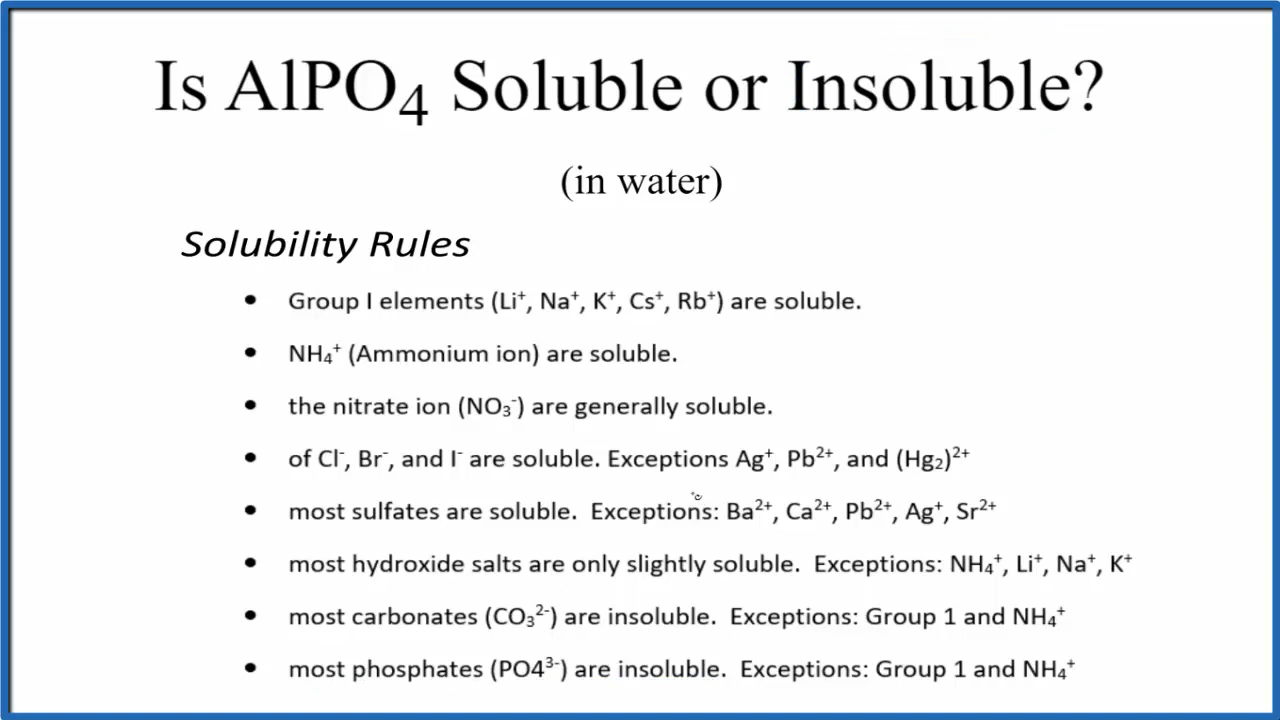 Is AlPO₄ Soluble or Insoluble?
(in water)
Solubility Rules
• Group I elements (Li⁺, Na⁺, K⁺, Cs⁺, Rb⁺) are soluble.
• NH₄⁺ (Ammonium ion) are soluble.
• the nitrate ion (NO₃⁻) are generally soluble.
• of Cl⁻, Br⁻, and I⁻ are soluble. Exceptions Ag⁺, Pb²⁺, and (Hg₂)²⁺
• most sulfates are soluble. Exceptions: Ba²⁺, Ca²⁺, Pb²⁺, Ag⁺, Sr²⁺
• most hydroxide salts are only slightly soluble. Exceptions: NH₄⁺, Li⁺, Na⁺, K⁺
• most carbonates (CO₃²⁻) are insoluble. Exceptions: Group 1 and NH₄⁺
• most phosphates (PO4³⁻) are insoluble. Exceptions: Group 1 and NH₄⁺